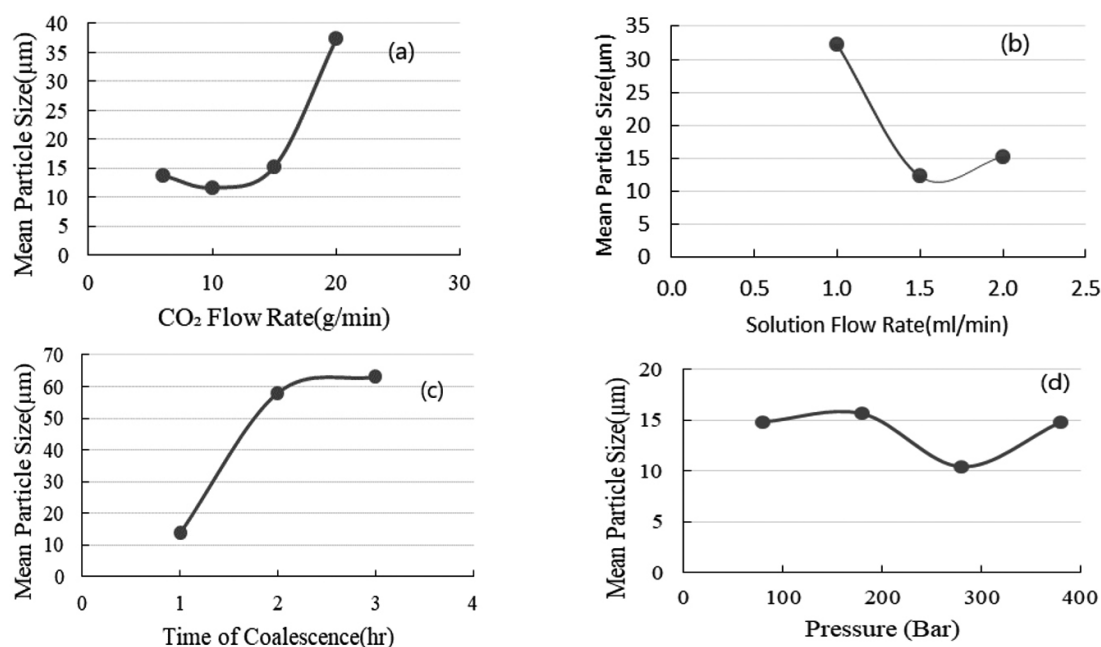 Mean Particle Size(μm)
40
35
30
25
20
15
10
5
0
(a)
0 10 20 30
CO₂ Flow Rate(g/min)
Mean Particle Size(μm)
35
30
25
20
15
10
5
0
(b)
0.0 0.5 1.0 1.5 2.0 2.5
Solution Flow Rate(ml/min)
Mean Particle Size(μm)
70
60
50
40
30
20
10
0
(c)
0 1 2 3 4
Time of Coalescence(hr)
Mean Particle Size(μm)
20
15
10
5
0
(d)
0 100 200 300 400
Pressure (Bar)